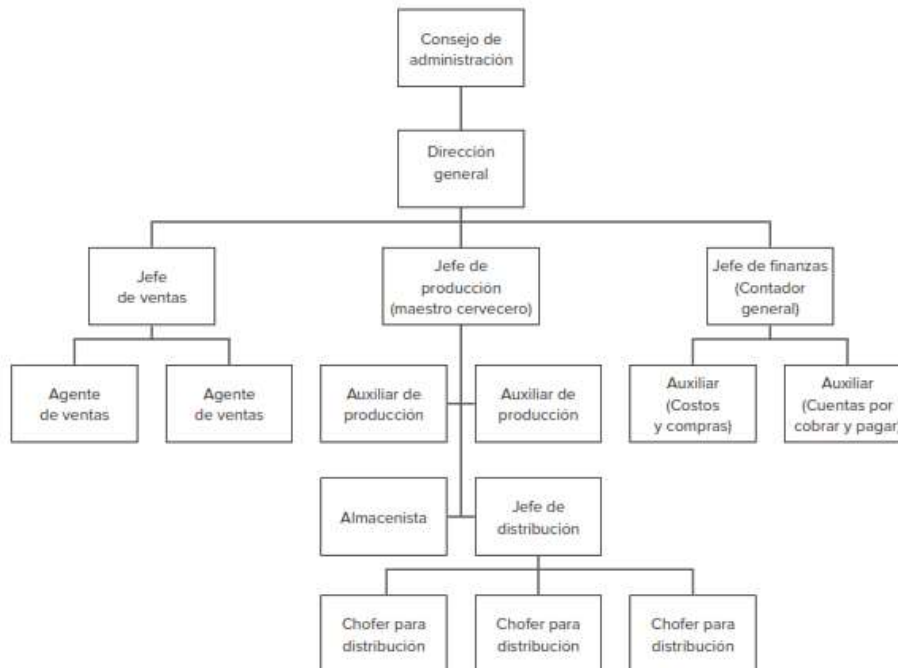 Consejo de
administración
Dirección
general
Jefe
de ventas
Jefe de
producción
(maestro cervecero)
Jefe de finanzas
(Contador
general)
Agente
de ventas
Agente
de ventas
Auxiliar de
producción
Auxiliar de
producción
Auxiliar
(Costos
y compras)
Auxiliar
(Cuentas por
cobrar y pagar)
Almacenista
Jefe de
distribución
Chofer para
distribución
Chofer para
distribución
Chofer para
distribución